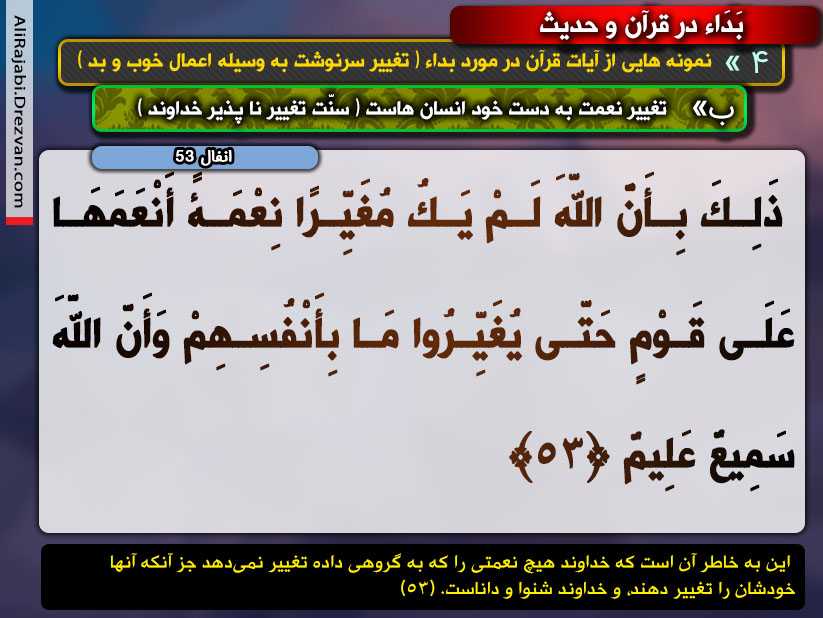 بَدَاء در قرآن و حدیث
۴ » نمونه هایی از آیات قرآن در مورد بداء ( تغییر سرنوشت به وسیله اعمال خوب و بد )
ب» تغییر نعمت به دست خود انسان هاست ( سنّت تغییر نا پذیر خداوند )
انفال 53
ذَلِكَ بِأَنَّ اللَّهَ لَمْ يَكُ مُغَيِّرًا نِعْمَةً أَنْعَمَهَا
عَلَى قَوْمٍ حَتَّى يُغَيِّرُوا مَا بِأَنْفُسِهِمْ وَأَنَّ اللَّهَ
سَمِيعٌ عَلِيمٌ ﴿٥٣﴾
این به خاطر آن است که خداوند هیچ نعمتی را که به گروهی داده تغییر نمی‌دهد جز آنکه آنها
خودشان را تغییر دهند، و خداوند شنوا و داناست. (۵۳)
AliRajabi.Drezvan.com